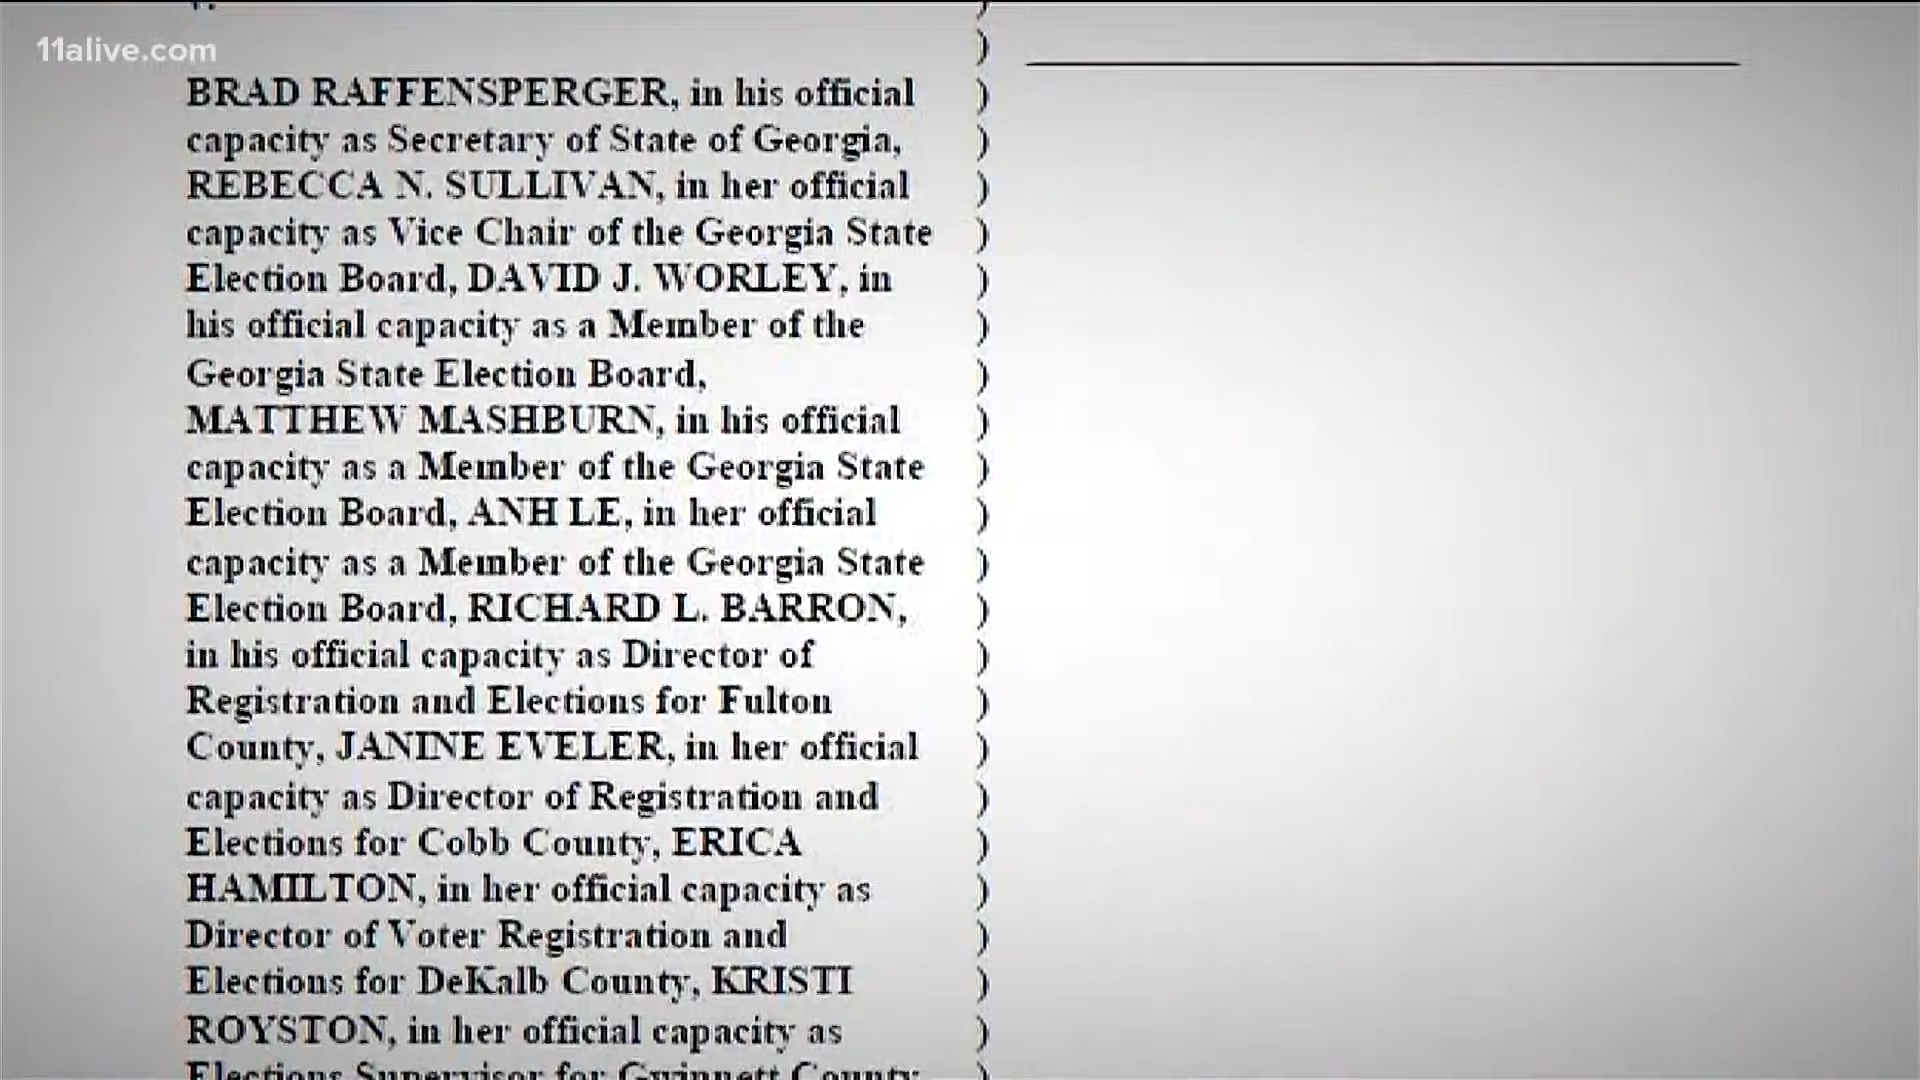 11alive.com
BRAD RAFFENSPERGER, in his official )
capacity as Secretary of State of Georgia, )
REBECCA N. SULLIVAN, in her official )
capacity as Vice Chair of the Georgia State )
Election Board, DAVID J. WORLEY, in )
his official capacity as a Member of the )
Georgia State Election Board, )
MATTHEW MASHBURN, in his official )
capacity as a Member of the Georgia State )
Election Board, ANH LE, in her official )
capacity as a Member of the Georgia State )
Election Board, RICHARD L. BARRON, )
in his official capacity as Director of )
Registration and Elections for Fulton )
County, JANINE EVELER, in her official )
capacity as Director of Registration and )
Elections for Cobb County, ERICA )
HAMILTON, in her official capacity as )
Director of Voter Registration and )
Elections for DeKalb County, KRISTI )
ROYSTON, in her official capacity as )
Elections Supervisor for Gwinnett County, )